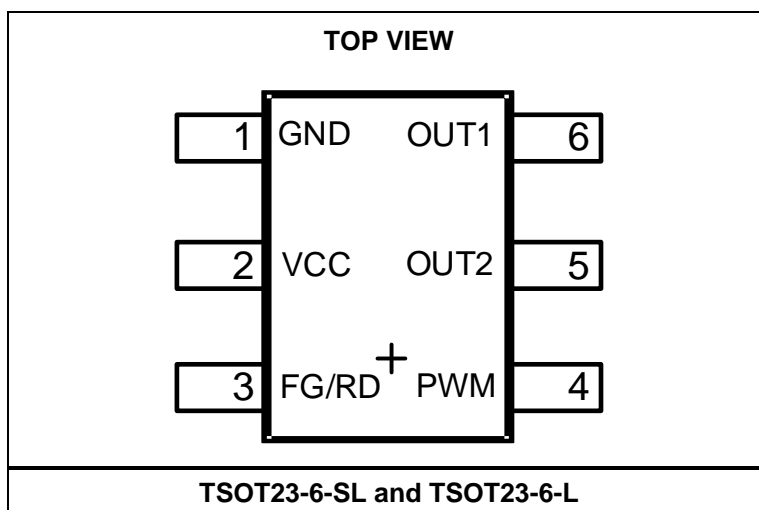 TOP VIEW
1 GND OUT1 6
2 VCC OUT2 5
3 FG/RD PWM 4
TSOT23-6-SL and TSOT23-6-L